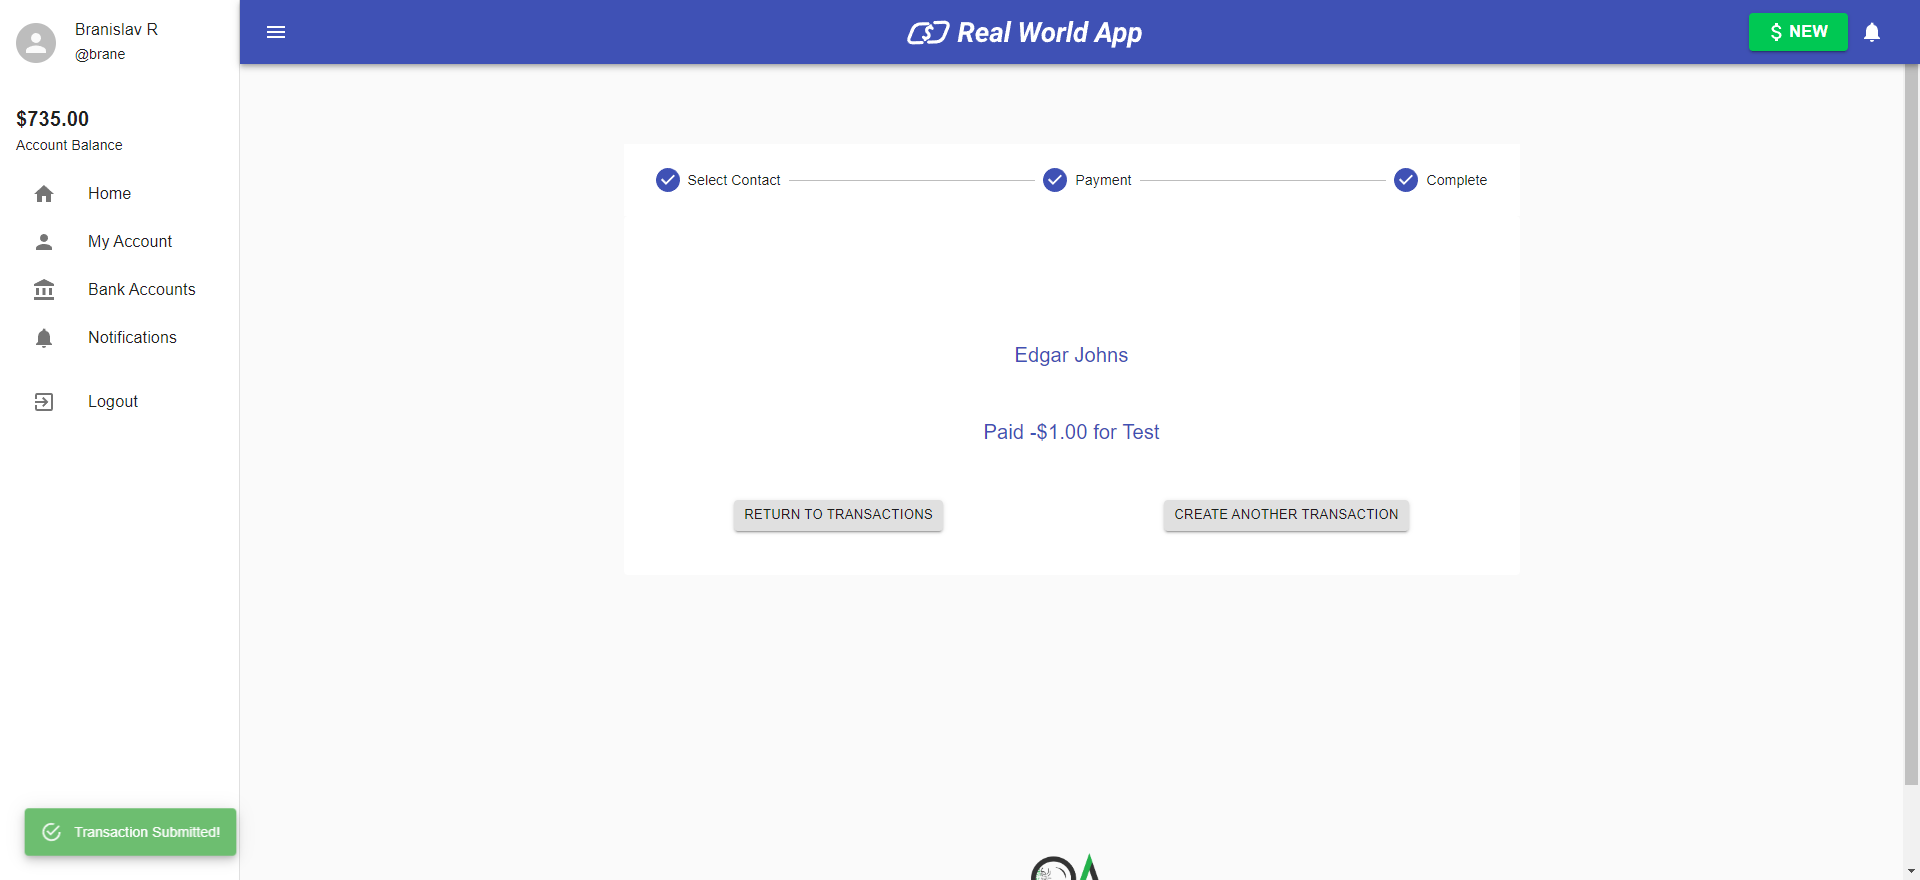 Branislav R
@brane
$735.00
Account Balance
Home
My Account
Bank Accounts
Notifications
Logout
Real World App
$ NEW
Select Contact
Payment
Complete
Edgar Johns
Paid -$1.00 for Test
RETURN TO TRANSACTIONS
CREATE ANOTHER TRANSACTION
Transaction Submitted!